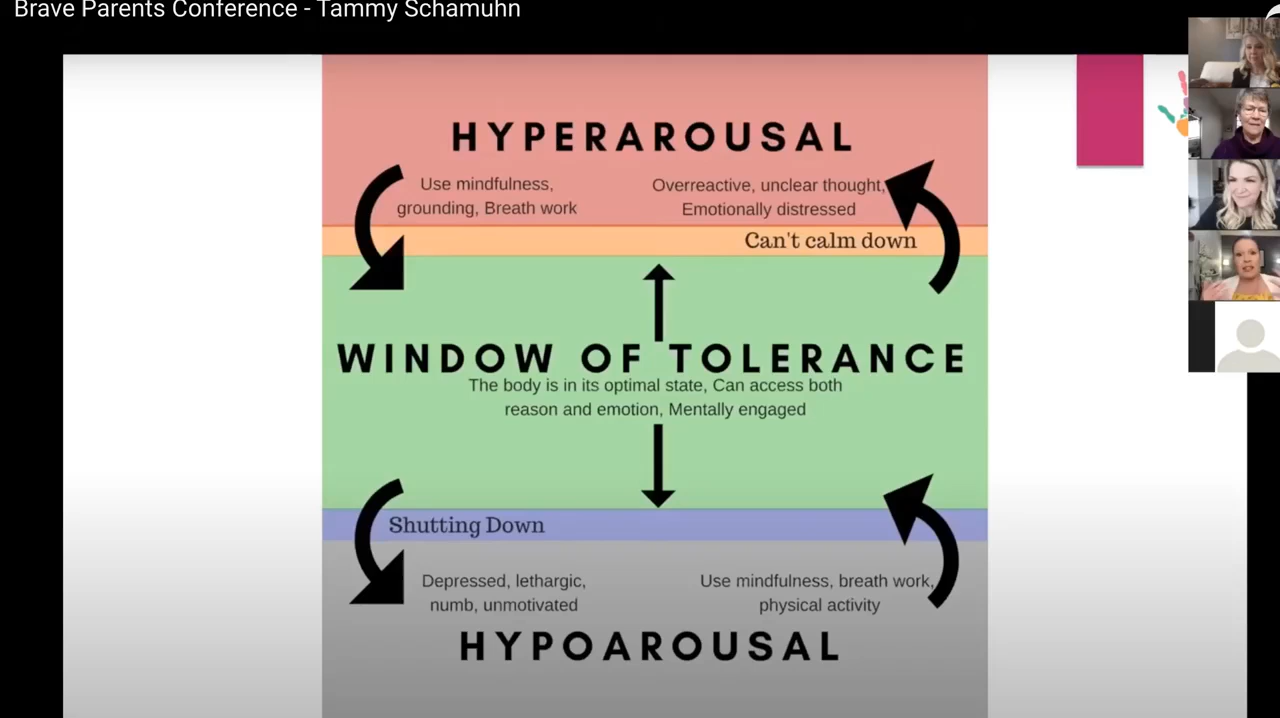 Brave Parents Conference - Tammy Schamuhn
HYPERAROUSAL
Use mindfulness,
grounding, Breath work
Overreactive, unclear thought,
Emotionally distressed
Can't calm down
WINDOW OF TOLERANCE
The body is in its optimal state, Can access both
reason and emotion, Mentally engaged
Shutting Down
Depressed, lethargic,
numb, unmotivated
Use mindfulness, breath work,
physical activity
HYPOAROUSAL